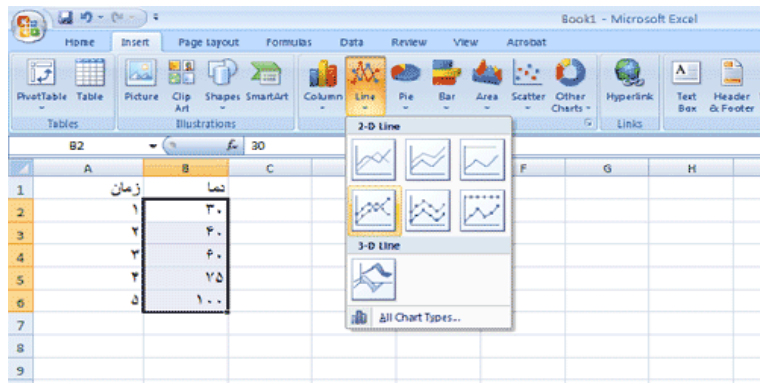 Book1 - Microsoft Excel
Home Insert Page Layout Formulas Data Review View Acrobat
PivotTable Table Picture Clip Art Shapes SmartArt Column Line Pie Bar Area Scatter Other Charts Hyperlink Text Box Header & Footer
Tables Illustrations Links
B2 fx 30
2-D Line
3-D Line
All Chart Types...
A B C F G H
1 زمان دما
2 ۱ ۳۰
3 ۲ ۴۰
4 ۳ ۶۰
5 ۴ ۷۵
6 ۵ ۱۰۰
7
8
9